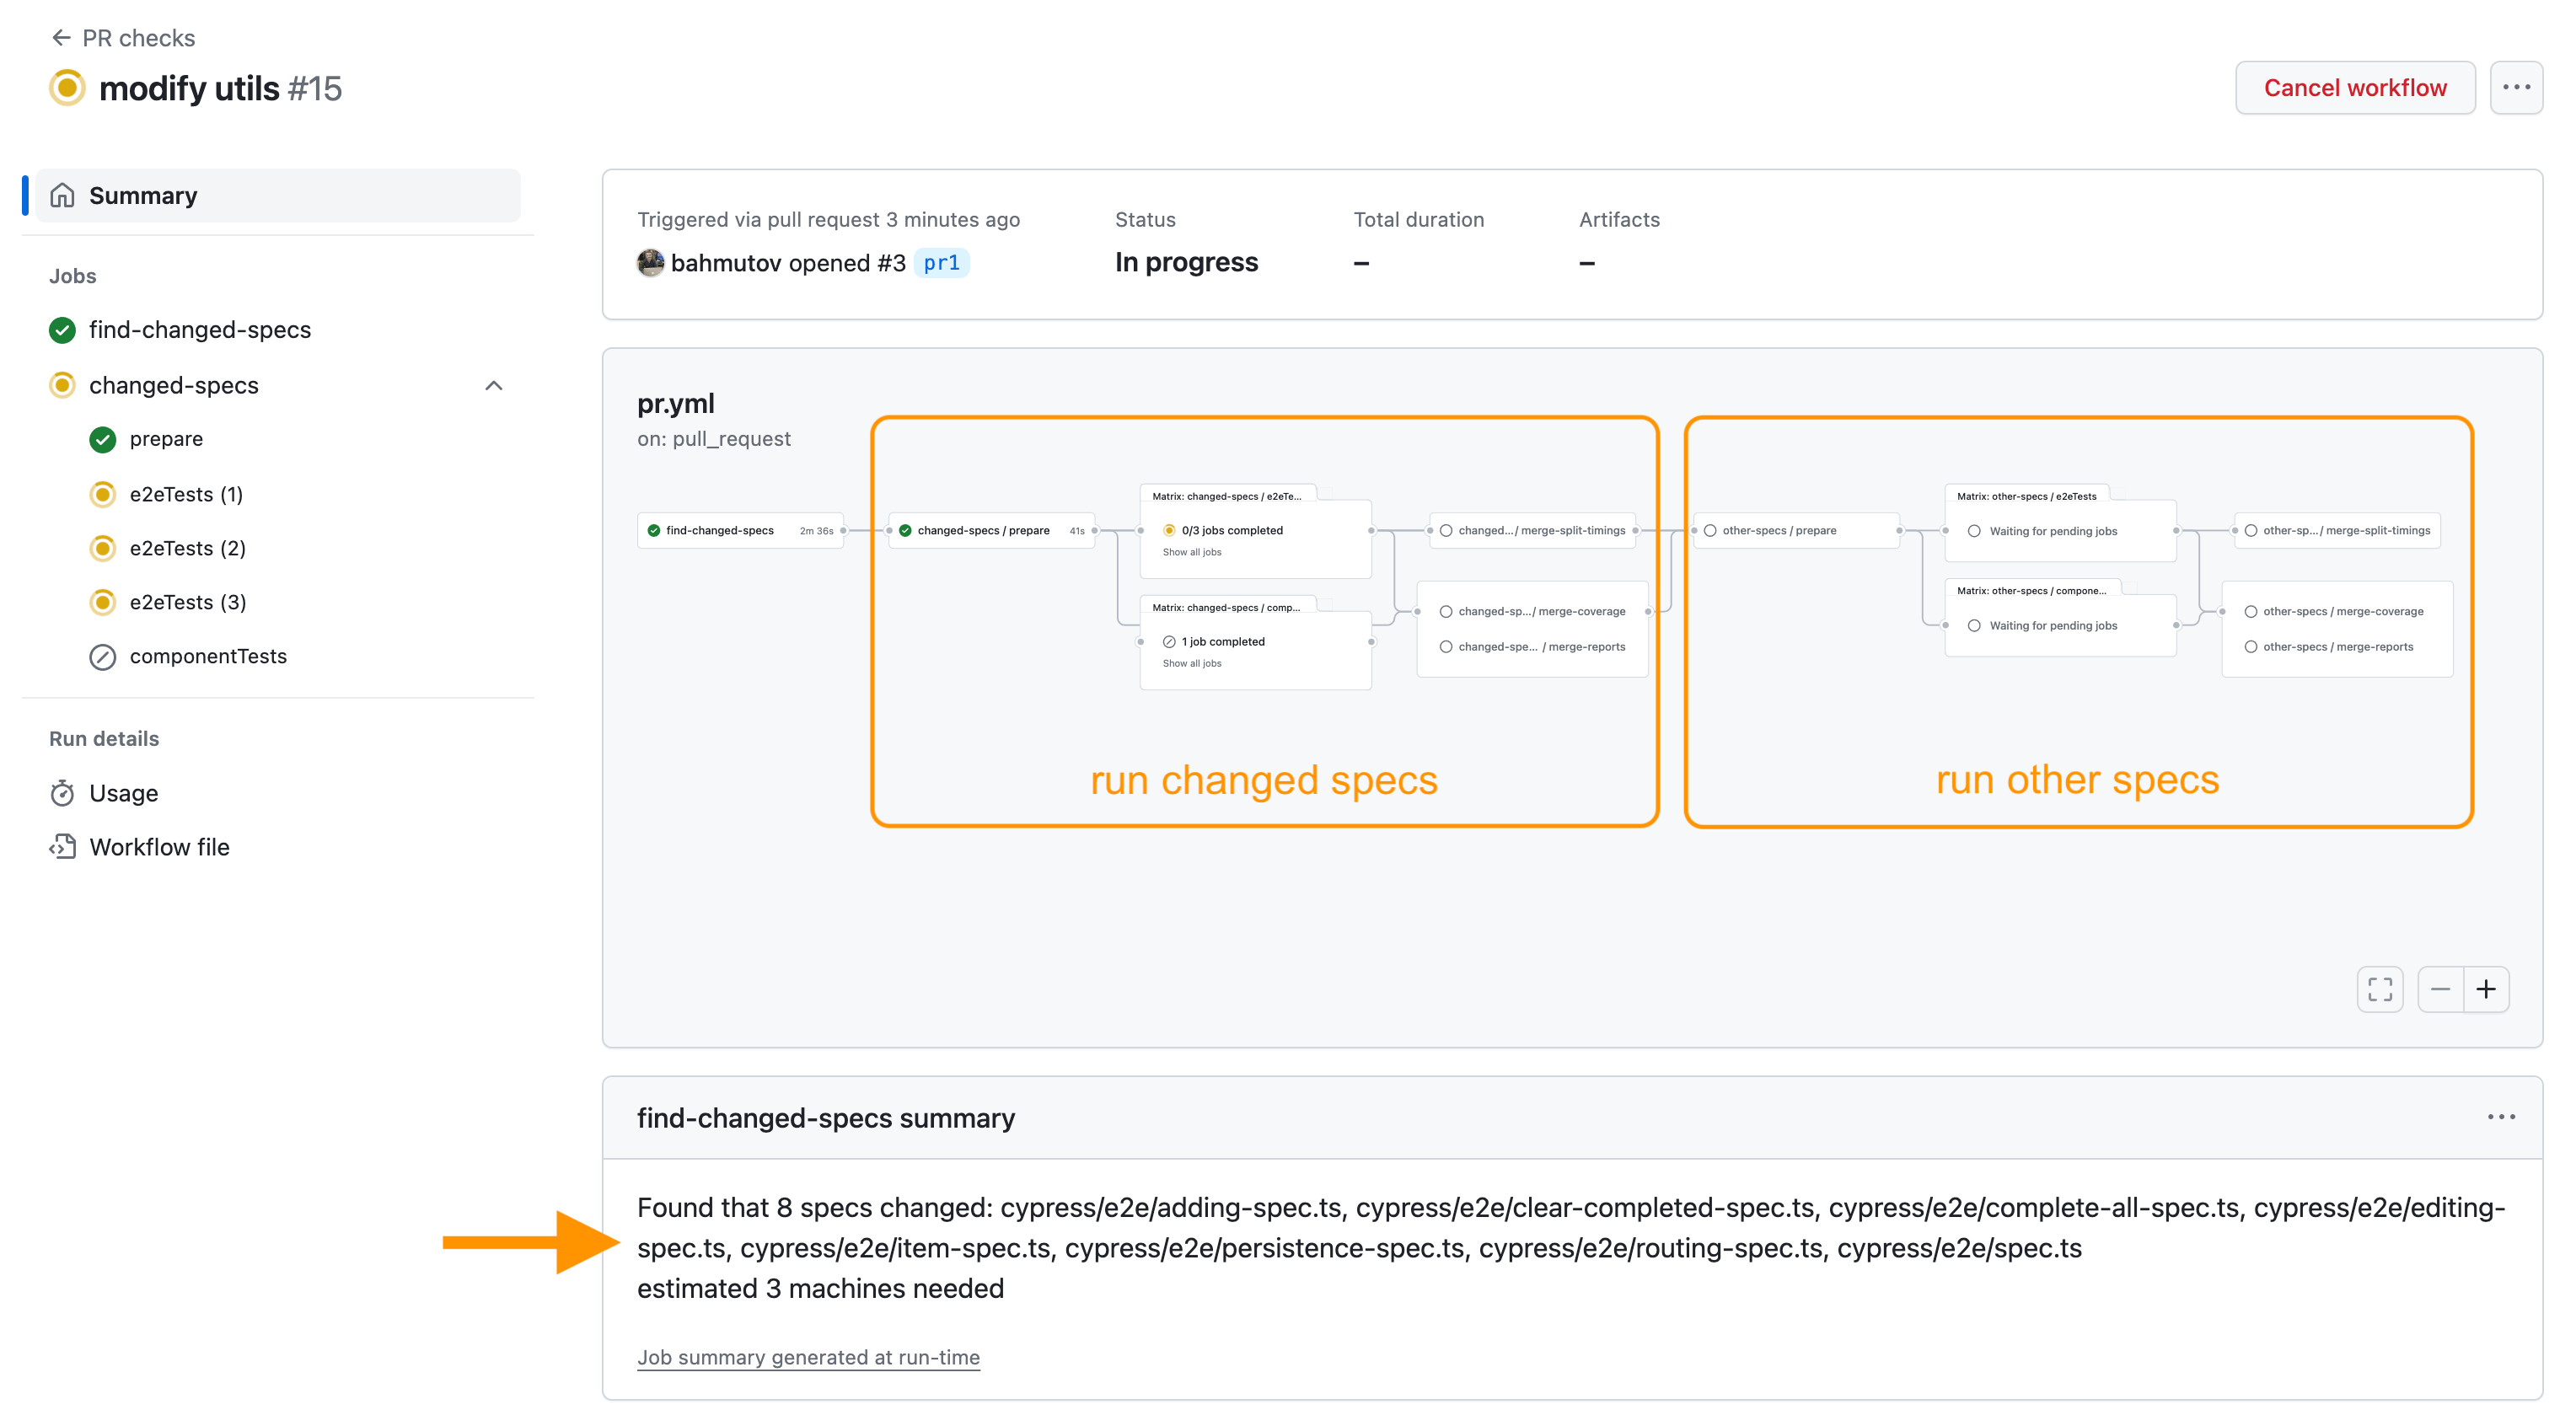 PR checks
modify utils #15
Cancel workflow
Summary
Jobs
find-changed-specs
changed-specs
prepare
e2eTests (1)
e2eTests (2)
e2eTests (3)
componentTests
Run details
Usage
Workflow file
Triggered via pull request 3 minutes ago
bahmutov opened #3 pr1
Status
In progress
Total duration
–
Artifacts
–
pr.yml
on: pull_request
find-changed-specs 2m 36s
changed-specs / prepare 41s
Matrix: changed-specs / e2eTe...
0/3 jobs completed
Show all jobs
Matrix: changed-specs / comp...
1 job completed
Show all jobs
changed... / merge-split-timings
changed-sp... / merge-coverage
changed-spe... / merge-reports
run changed specs
other-specs / prepare
Matrix: other-specs / e2eTests
Waiting for pending jobs
Matrix: other-specs / compone...
Waiting for pending jobs
other-sp... / merge-split-timings
other-specs / merge-coverage
other-specs / merge-reports
run other specs
find-changed-specs summary
Found that 8 specs changed: cypress/e2e/adding-spec.ts, cypress/e2e/clear-completed-spec.ts, cypress/e2e/complete-all-spec.ts, cypress/e2e/editing-
spec.ts, cypress/e2e/item-spec.ts, cypress/e2e/persistence-spec.ts, cypress/e2e/routing-spec.ts, cypress/e2e/spec.ts
estimated 3 machines needed
Job summary generated at run-time